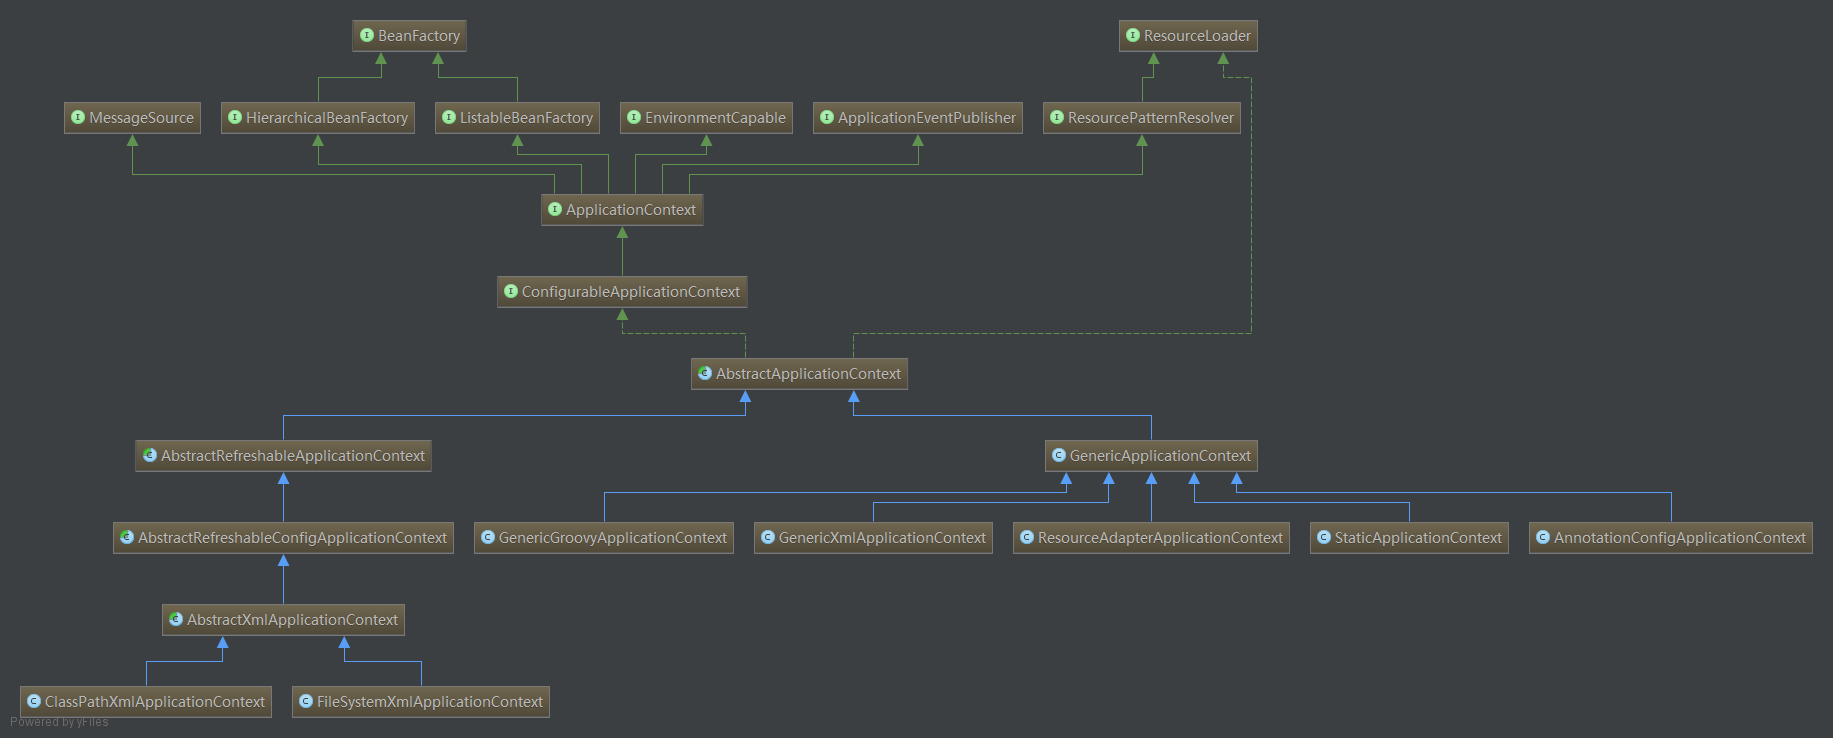 BeanFactory
ResourceLoader
MessageSource
HierarchicalBeanFactory
ListableBeanFactory
EnvironmentCapable
ApplicationEventPublisher
ResourcePatternResolver
ApplicationContext
ConfigurableApplicationContext
AbstractApplicationContext
AbstractRefreshableApplicationContext
GenericApplicationContext
AbstractRefreshableConfigApplicationContext
GenericGroovyApplicationContext
GenericXmlApplicationContext
ResourceAdapterApplicationContext
StaticApplicationContext
AnnotationConfigApplicationContext
AbstractXmlApplicationContext
ClassPathXmlApplicationContext
FileSystemXmlApplicationContext
Powered by yFiles